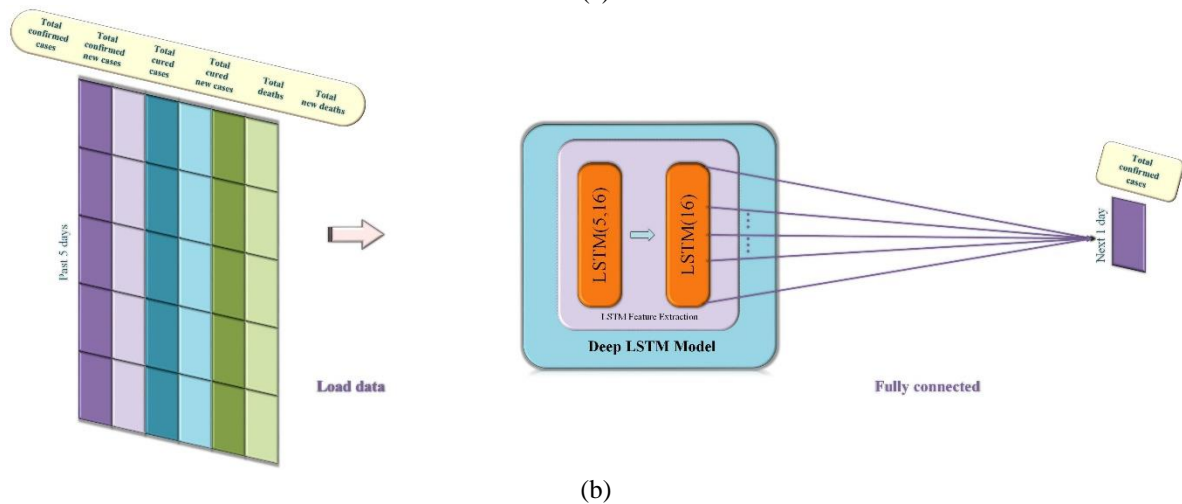 Total
confirmed
cases
Total
confirmed
new cases
Total
cured
cases
Total
cured
new cases
Total
deaths
Total
new deaths
Past 5 days
Load data
LSTM(5,16)
LSTM(16)
LSTM Feature Extraction
Deep LSTM Model
Fully connected
Total
confirmed
cases
Next 1 day
(b)